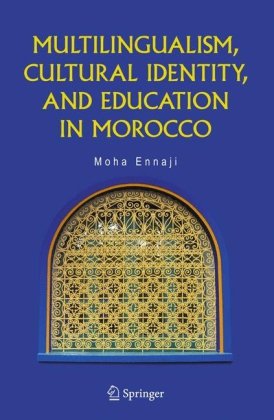 MULTILINGUALISM,
CULTURAL IDENTITY,
AND EDUCATION
IN MOROCCO
Moha Ennaji
Springer